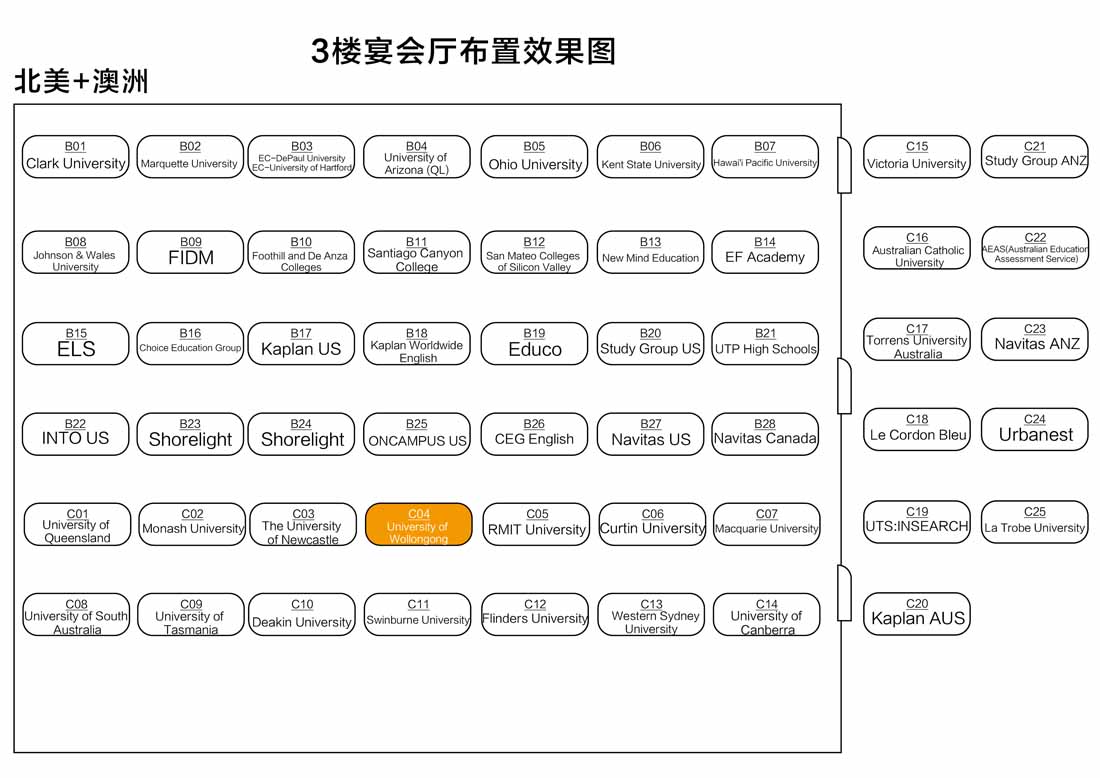 3楼宴会厅布置效果图
北美+澳洲
B01
Clark University
B02
Marquette University
B03
EC-DePaul University
EC-University of Hartford
B04
University of
Arizona (QL)
B05
Ohio University
B06
Kent State University
B07
Hawai'i Pacific University
C15
Victoria University
C21
Study Group ANZ
B08
Johnson & Wales
University
B09
FIDM
B10
Foothill and De Anza
Colleges
B11
Santiago Canyon
College
B12
San Mateo Colleges
of Silicon Valley
B13
New Mind Education
B14
EF Academy
C16
Australian Catholic
University
C22
AEAS(Australian Education
Assessment Service)
B15
ELS
B16
Choice Education Group
B17
Kaplan US
B18
Kaplan Worldwide
English
B19
Educo
B20
Study Group US
B21
UTP High Schools
C17
Torrens University
Australia
C23
Navitas ANZ
B22
INTO US
B23
Shorelight
B24
Shorelight
B25
ONCAMPUS US
B26
CEG English
B27
Navitas US
B28
Navitas Canada
C18
Le Cordon Bleu
C24
Urbanest
C01
University of
Queensland
C02
Monash University
C03
The University
of Newcastle
C04
University of
Wollongong
C05
RMIT University
C06
Curtin University
C07
Macquarie University
C19
UTS:INSEARCH
C25
La Trobe University
C08
University of South
Australia
C09
University of
Tasmania
C10
Deakin University
C11
Swinburne University
C12
Flinders University
C13
Western Sydney
University
C14
University of
Canberra
C20
Kaplan AUS